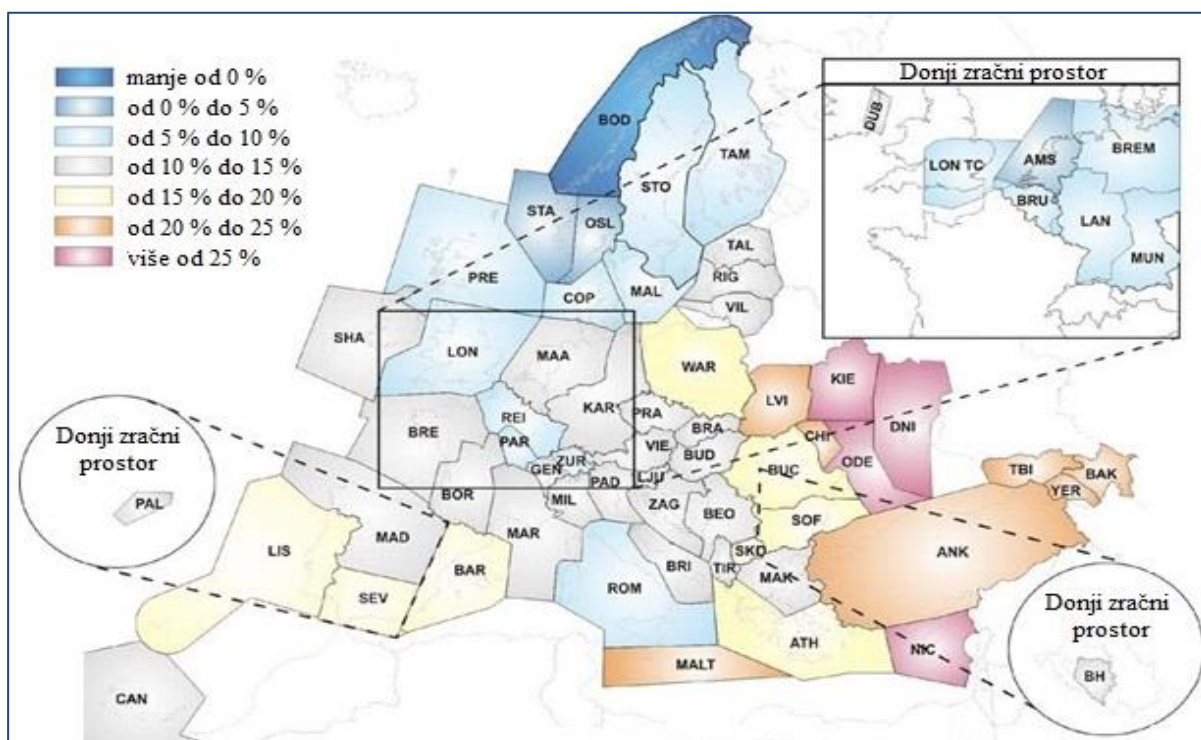 manje od 0 %
od 0 % do 5 %
od 5 % do 10 %
od 10 % do 15 %
od 15 % do 20 %
od 20 % do 25 %
više od 25 %
Donji zračni prostor
DUB
LON TC
AMS
BREM
BRU
LAN
MUN
BOD
TAM
STO
STA
OSL
TAL
RIG
VIL
PRE
COP
MAL
SHA
LON
MAA
WAR
KIE
LVI
DNI
REI
KAR
PRA
BRE
PAR
VIE
BRA
CHI
ODE
GEN
ZUR
BUD
BUC
LJU
TBI
BAK
YER
BOR
MIL
PAD
ZAG
BEO
SOF
ANK
MAD
MAR
LIS
BAR
SEV
ROM
BRI
TIR
SKO
MAK
ATH
NIC
MALT
CAN
Donji zračni
prostor
PAL
Donji zračni
prostor
BH